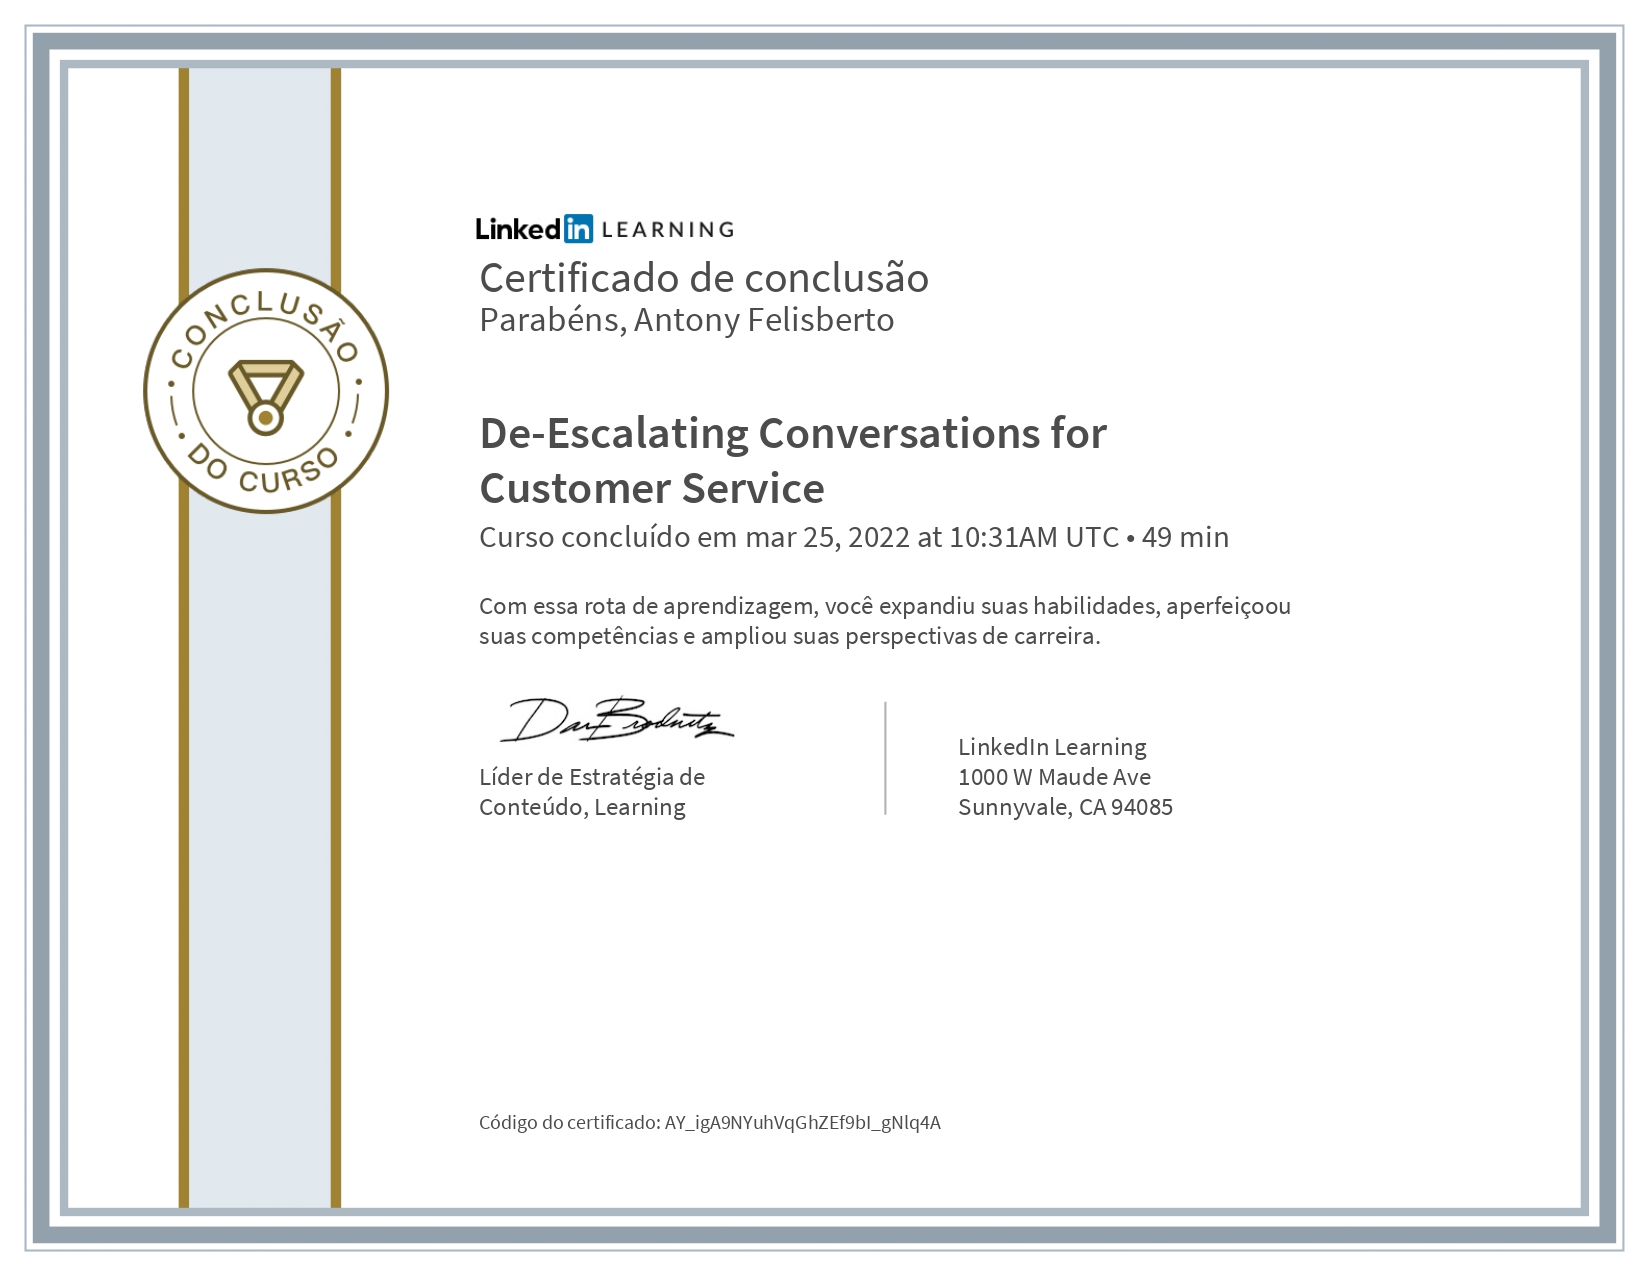 LinkedIn LEARNING
Certificado de conclusão
Parabéns, Antony Felisberto
CONCLUSÃO
DO CURSO
De-Escalating Conversations for
Customer Service
Curso concluído em mar 25, 2022 at 10:31AM UTC • 49 min
Com essa rota de aprendizagem, você expandiu suas habilidades, aperfeiçoou
suas competências e ampliou suas perspectivas de carreira.
Dan Brodnitz
Líder de Estratégia de
Conteúdo, Learning
LinkedIn Learning
1000 W Maude Ave
Sunnyvale, CA 94085
Código do certificado: AY_igA9NYuhVqGhZEf9bI_gNlq4A